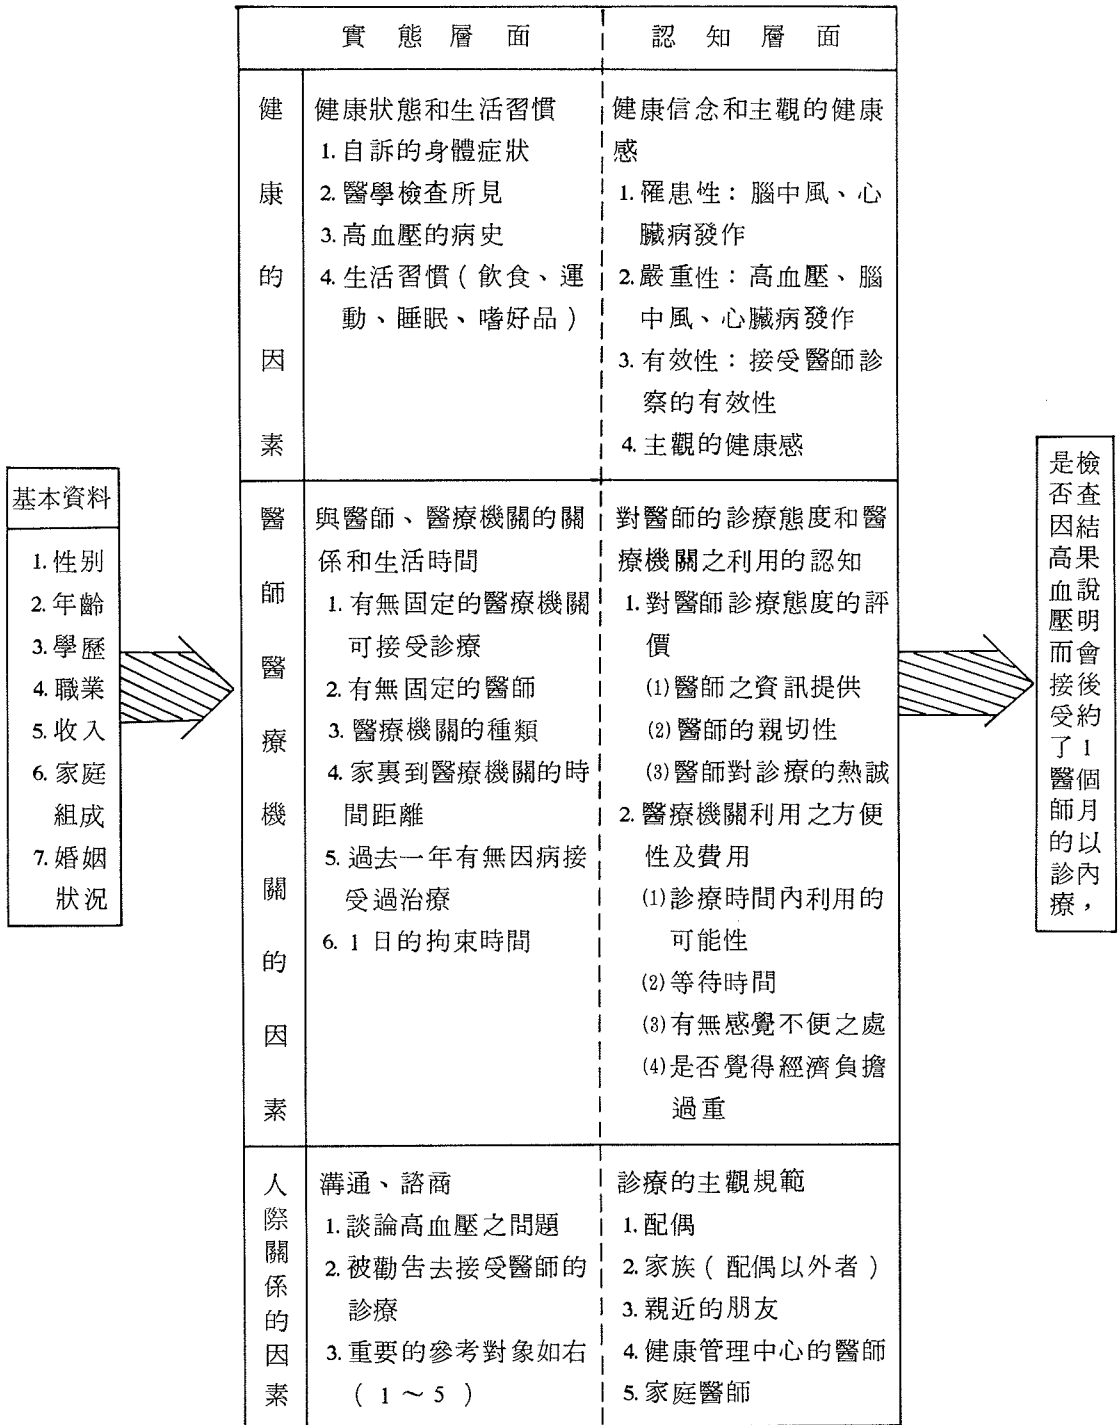 基本資料
1. 性別
2. 年齡
3. 學歷
4. 職業
5. 收入
6. 家庭
組成
7. 婚姻
狀況
實態層面
認知層面
健康的因素
健康狀態和生活習慣
1. 自訴的身體症狀
2. 醫學檢查所見
3. 高血壓的病史
4. 生活習慣（飲食、運
動、睡眠、嗜好品）
健康信念和主觀的健康
感
1. 罹患性：腦中風、心
臟病發作
2. 嚴重性：高血壓、腦
中風、心臟病發作
3. 有效性：接受醫師診
察的有效性
4. 主觀的健康感
醫師醫療機關的因素
與醫師、醫療機關的關
係和生活時間
1. 有無固定的醫療機關
可接受診療
2. 有無固定的醫師
3. 醫療機關的種類
4. 家裏到醫療機關的時
間距離
5. 過去一年有無因病接
受過治療
6. 1 日的拘束時間
對醫師的診療態度和醫
療機關之利用的認知
1. 對醫師診療態度的評
價
(1) 醫師之資訊提供
(2) 醫師的親切性
(3) 醫師對診療的熱誠
2. 醫療機關利用之方便
性及費用
(1) 診療時間內利用的
可能性
(2) 等待時間
(3) 有無感覺不便之處
(4) 是否覺得經濟負擔
過重
人際關係的因素
溝通、諮商
1. 談論高血壓之問題
2. 被勸告去接受醫師的
診療
3. 重要的參考對象如右
（1～5）
診療的主觀規範
1. 配偶
2. 家族（配偶以外者）
3. 親近的朋友
4. 健康管理中心的醫師
5. 家庭醫師
檢查結果說明會後約1個月以內，
是否因高血壓而接受了醫師的診療